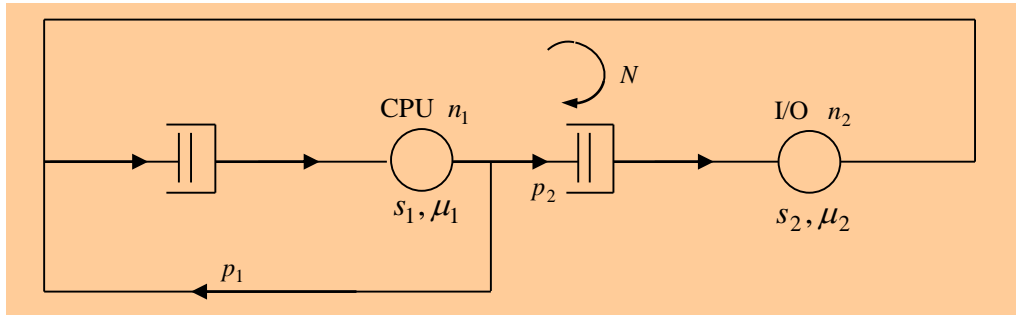 N
CPU n₁
I/O n₂
p₂
s₁, μ₁
s₂, μ₂
p₁